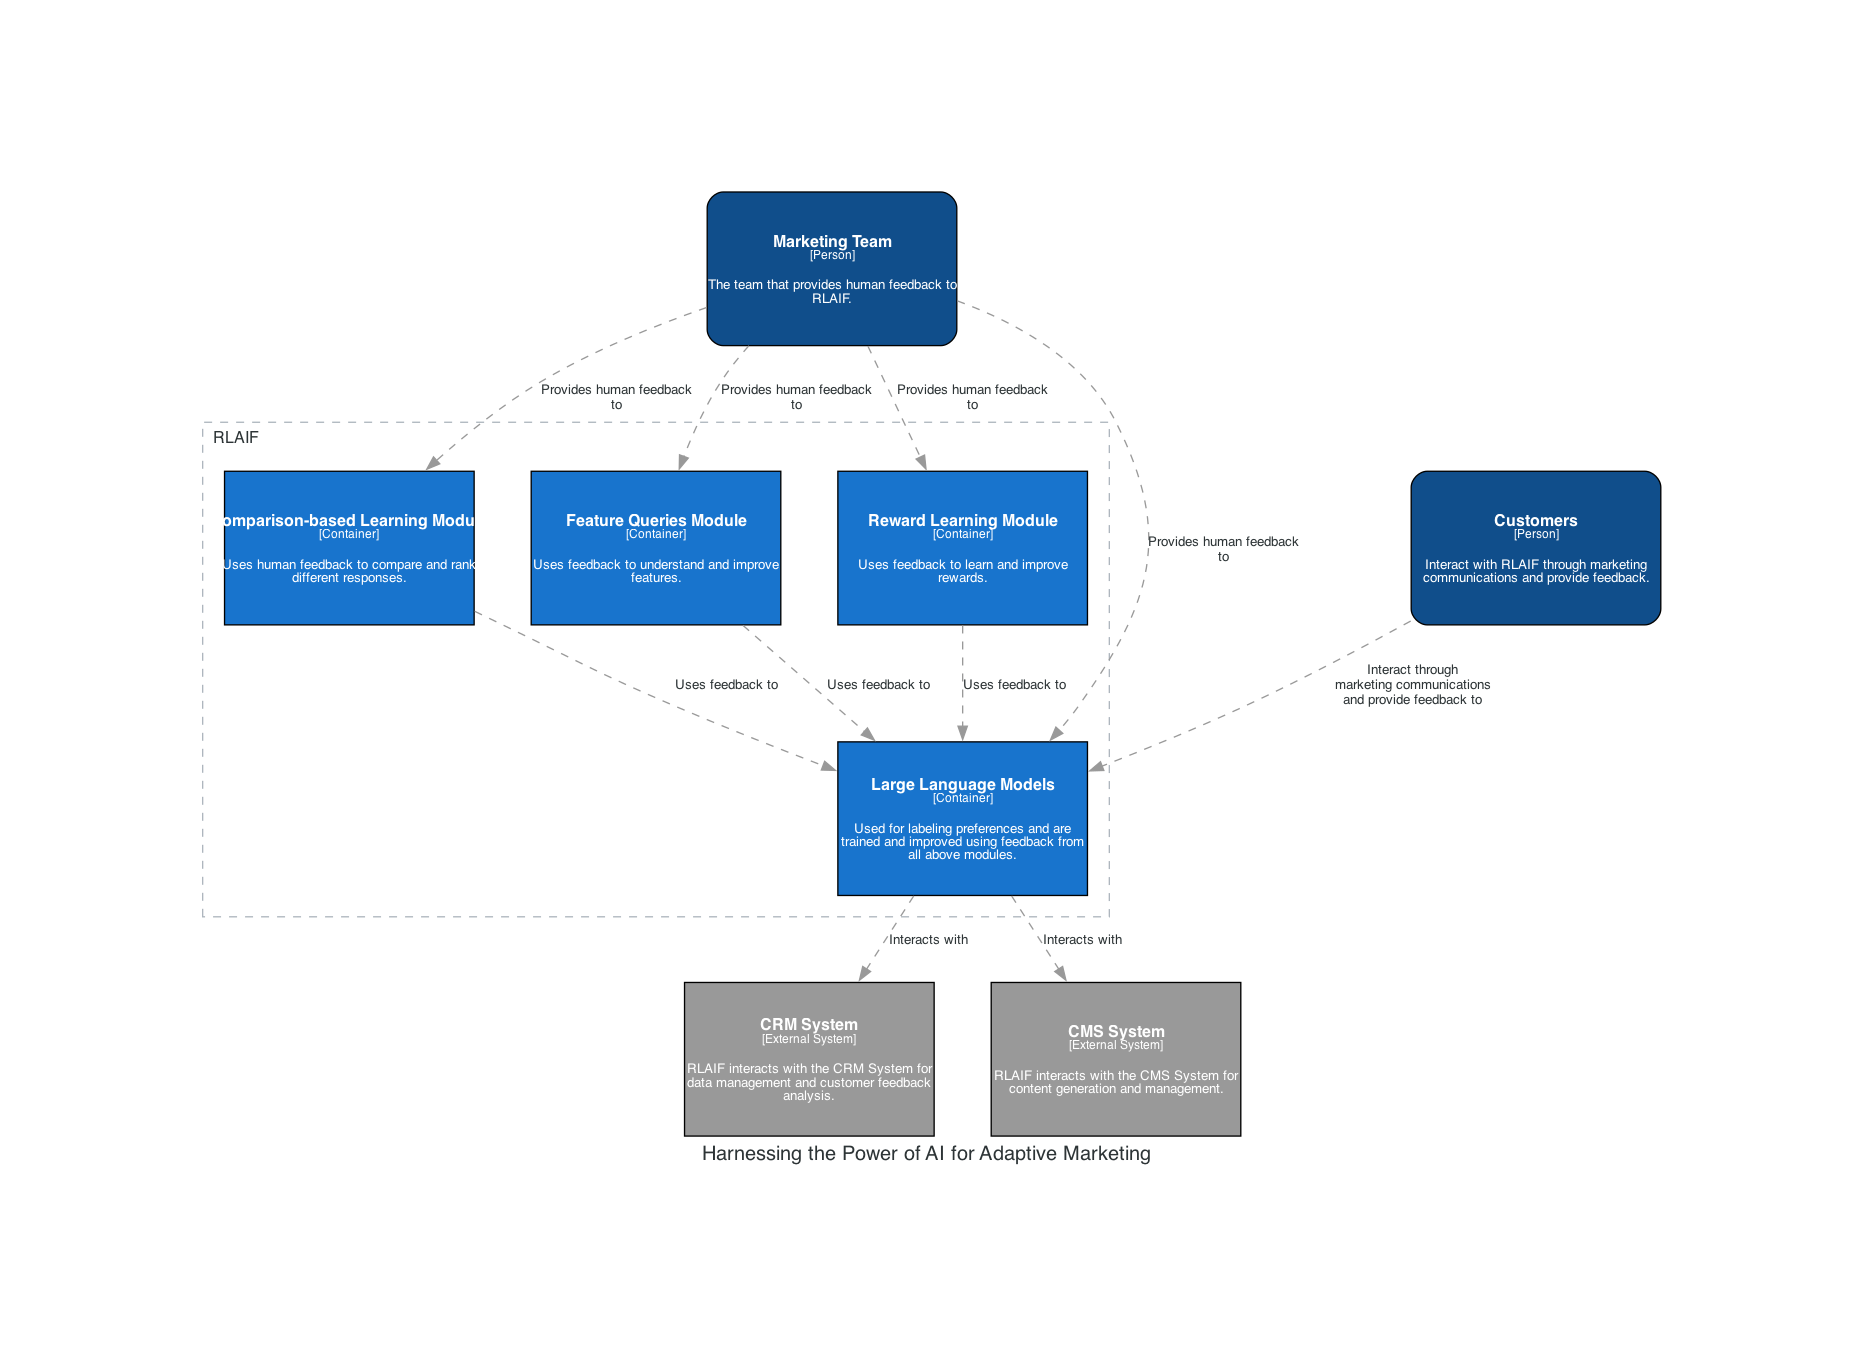 Marketing Team
[Person]
The team that provides human feedback to
RLAIF.
Provides human feedback
to
Provides human feedback
to
Provides human feedback
to
RLAIF
omparison-based Learning Modu
[Container]
Uses human feedback to compare and rank
different responses.
Feature Queries Module
[Container]
Uses feedback to understand and improve
features.
Reward Learning Module
[Container]
Uses feedback to learn and improve
rewards.
Provides human feedback
to
Customers
[Person]
Interact with RLAIF through marketing
communications and provide feedback.
Uses feedback to
Uses feedback to
Uses feedback to
Interact through
marketing communications
and provide feedback to
Large Language Models
[Container]
Used for labeling preferences and are
trained and improved using feedback from
all above modules.
Interacts with
Interacts with
CRM System
[External System]
RLAIF interacts with the CRM System for
data management and customer feedback
analysis.
CMS System
[External System]
RLAIF interacts with the CMS System for
content generation and management.
Harnessing the Power of AI for Adaptive Marketing